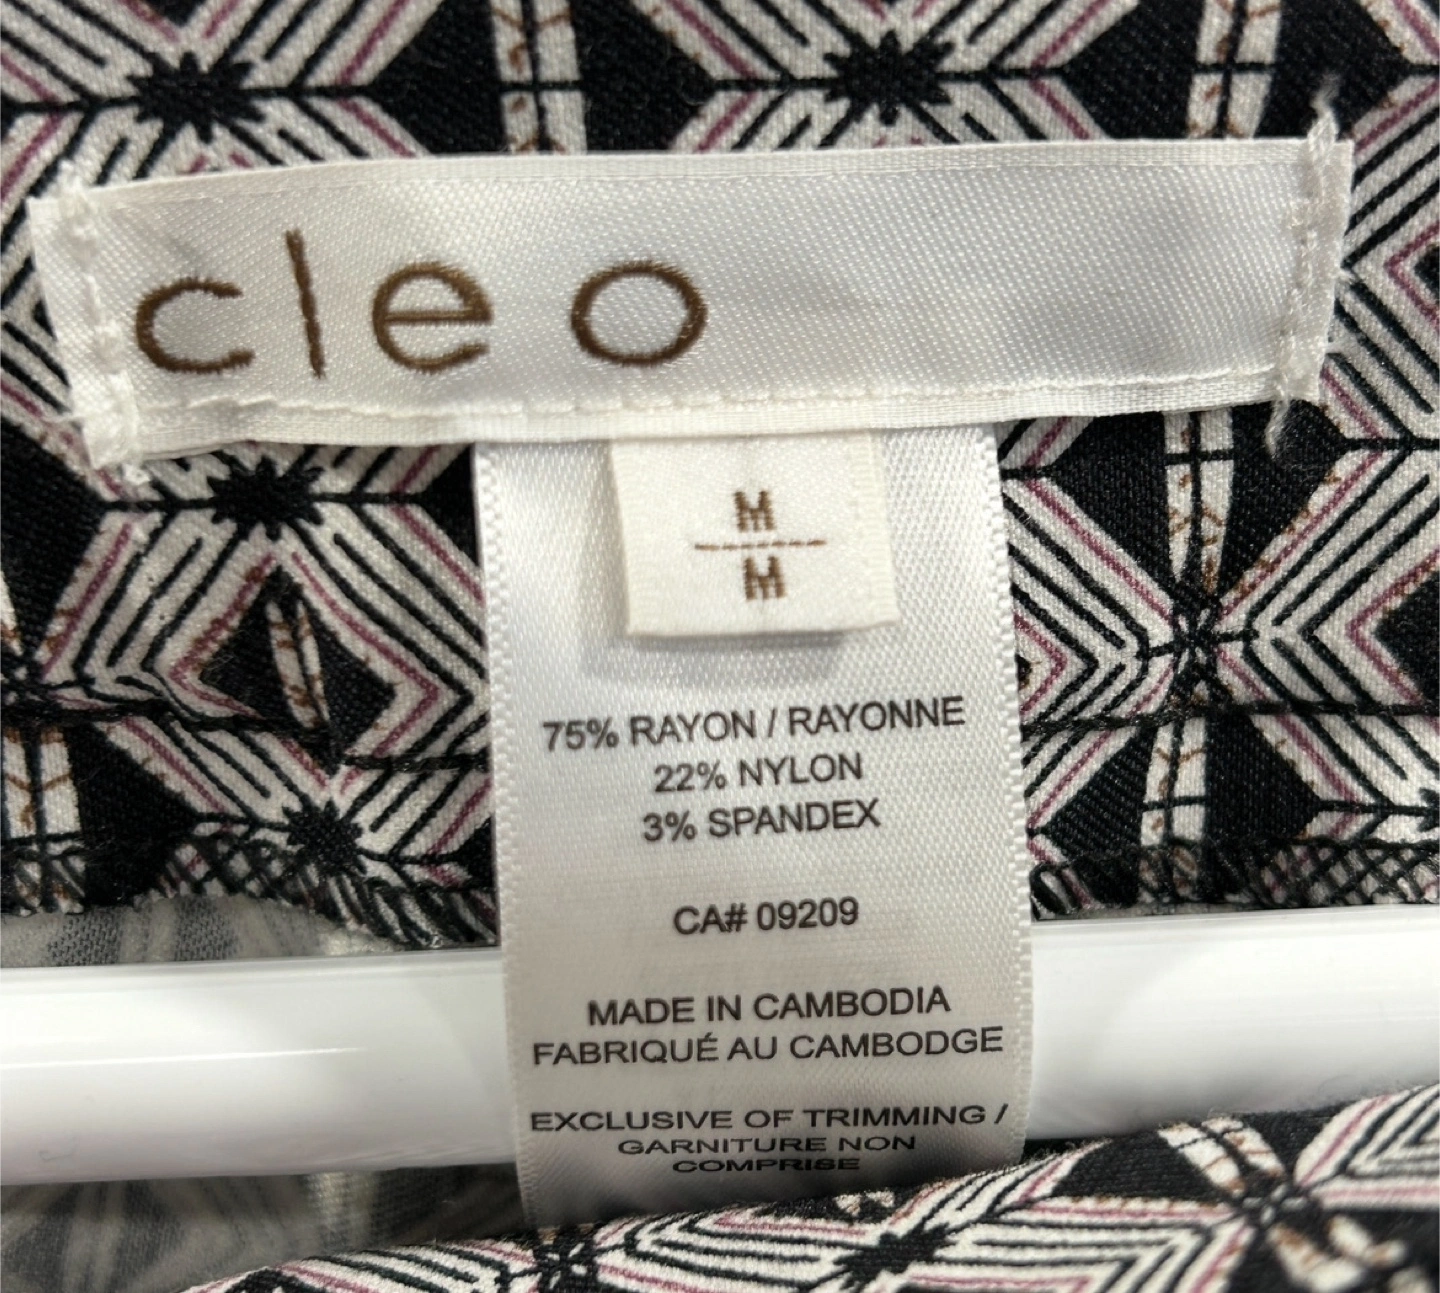 cleo
M
M
75% RAYON / RAYONNE
22% NYLON
3% SPANDEX
CA# 09209
MADE IN CAMBODIA
FABRIQUÉ AU CAMBODGE
EXCLUSIVE OF TRIMMING /
GARNITURE NON
COMPRISE